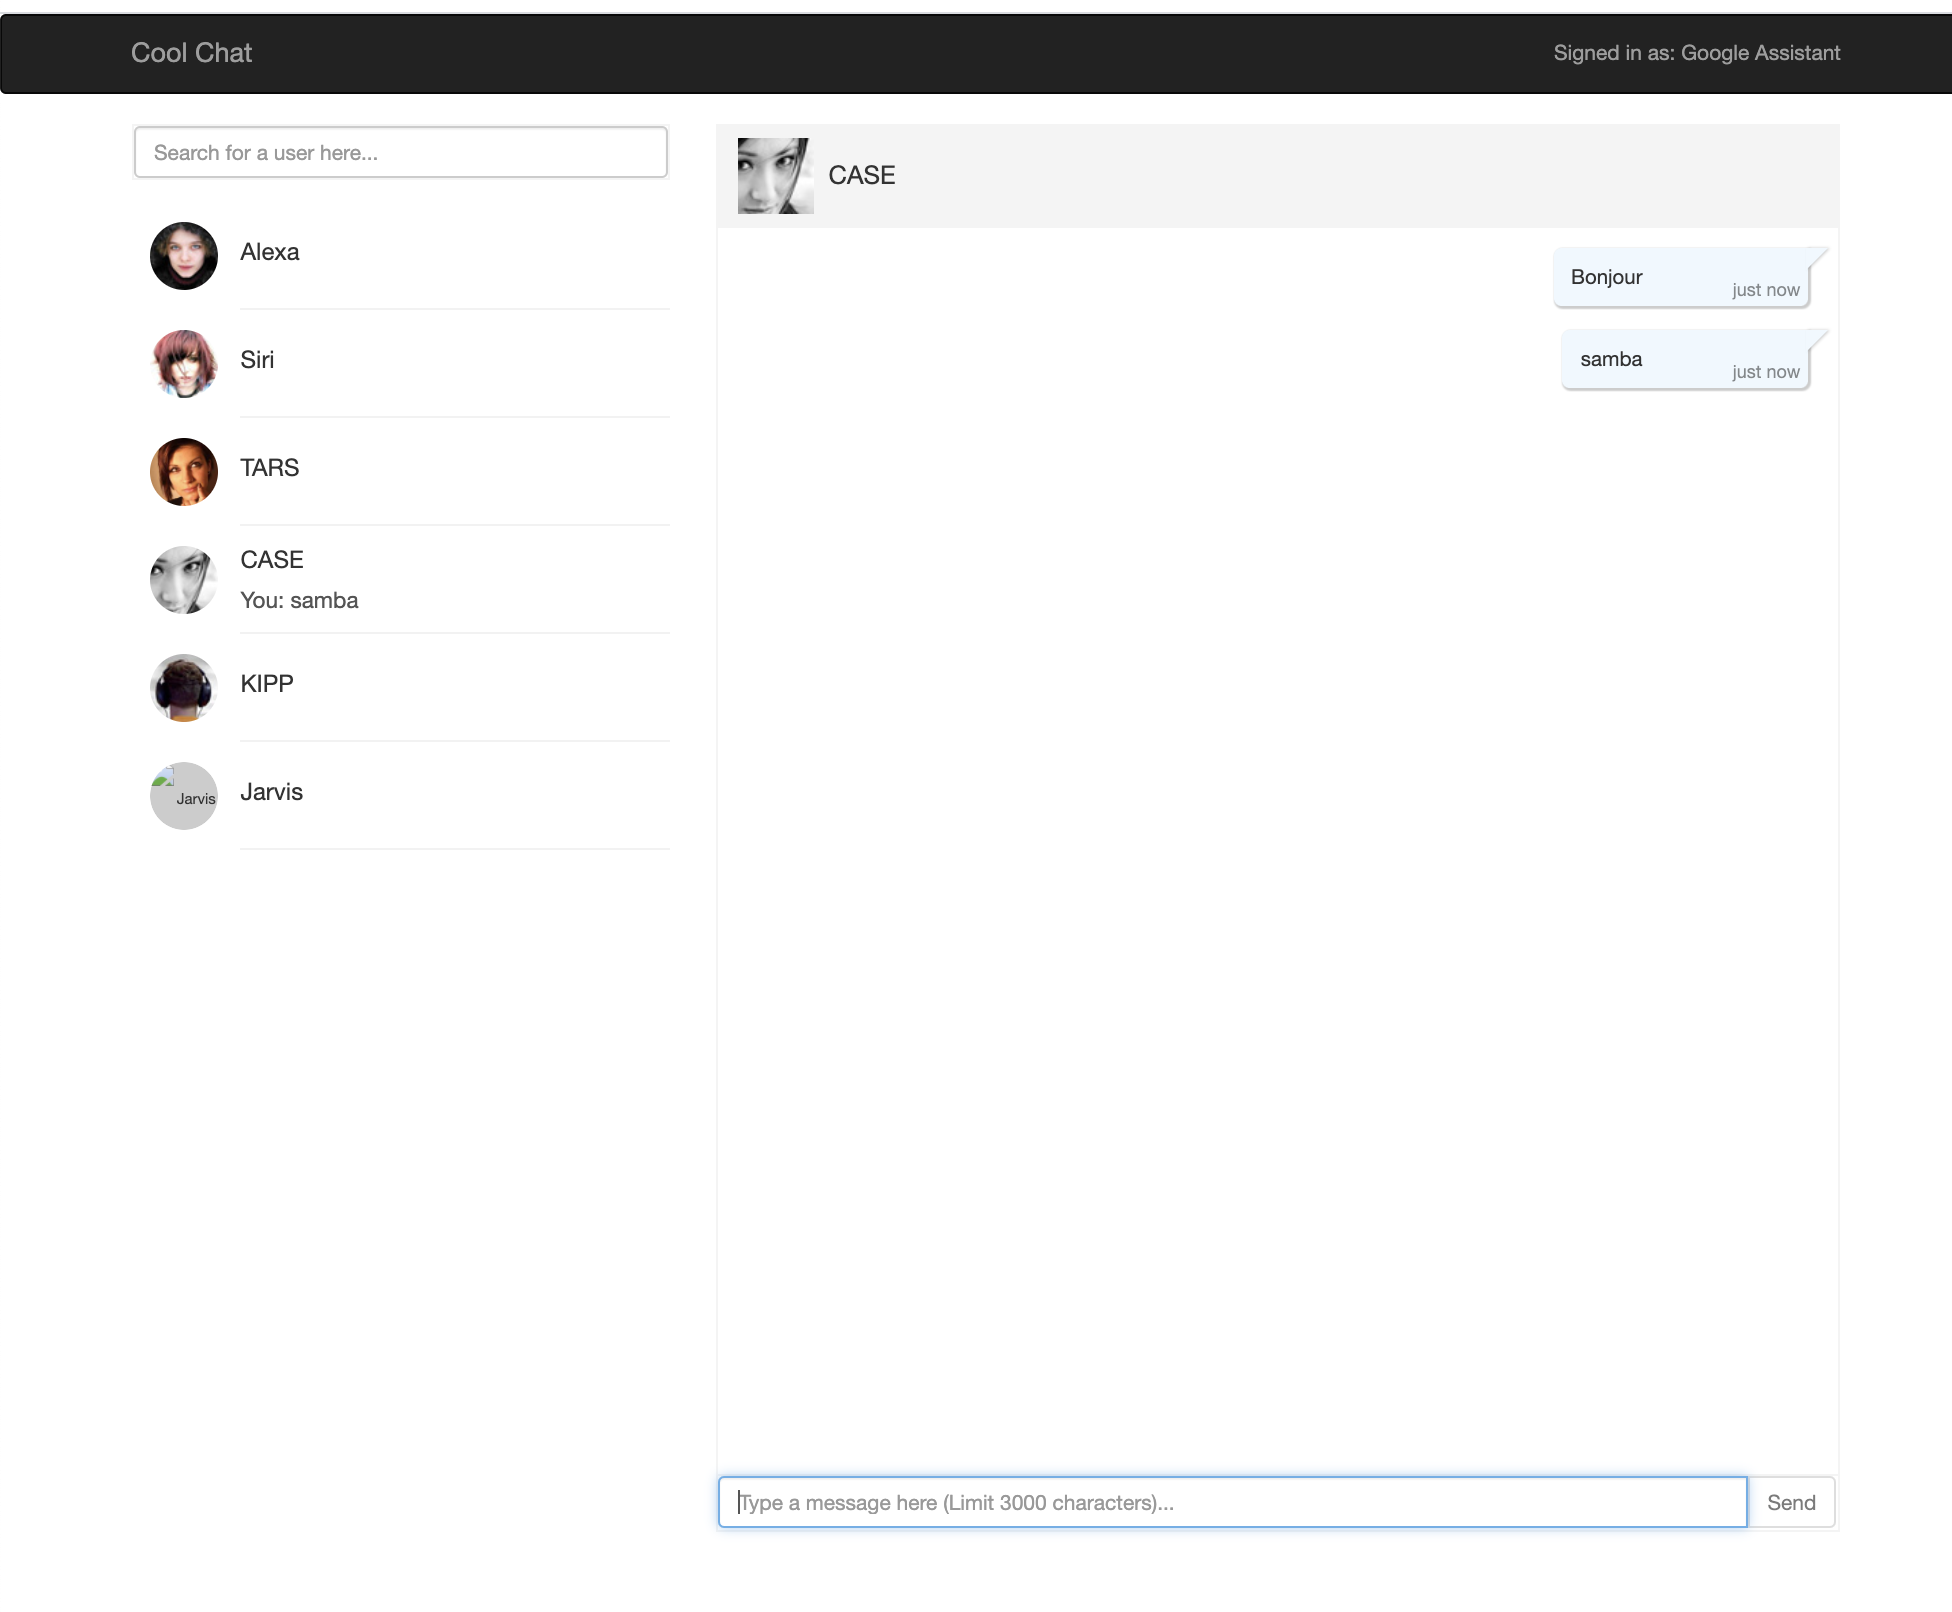 Cool Chat
Signed in as: Google Assistant
Search for a user here...
Alexa
Siri
TARS
CASE
You: samba
KIPP
Jarvis
Jarvis
CASE
Bonjour
just now
samba
just now
Type a message here (Limit 3000 characters)...
Send